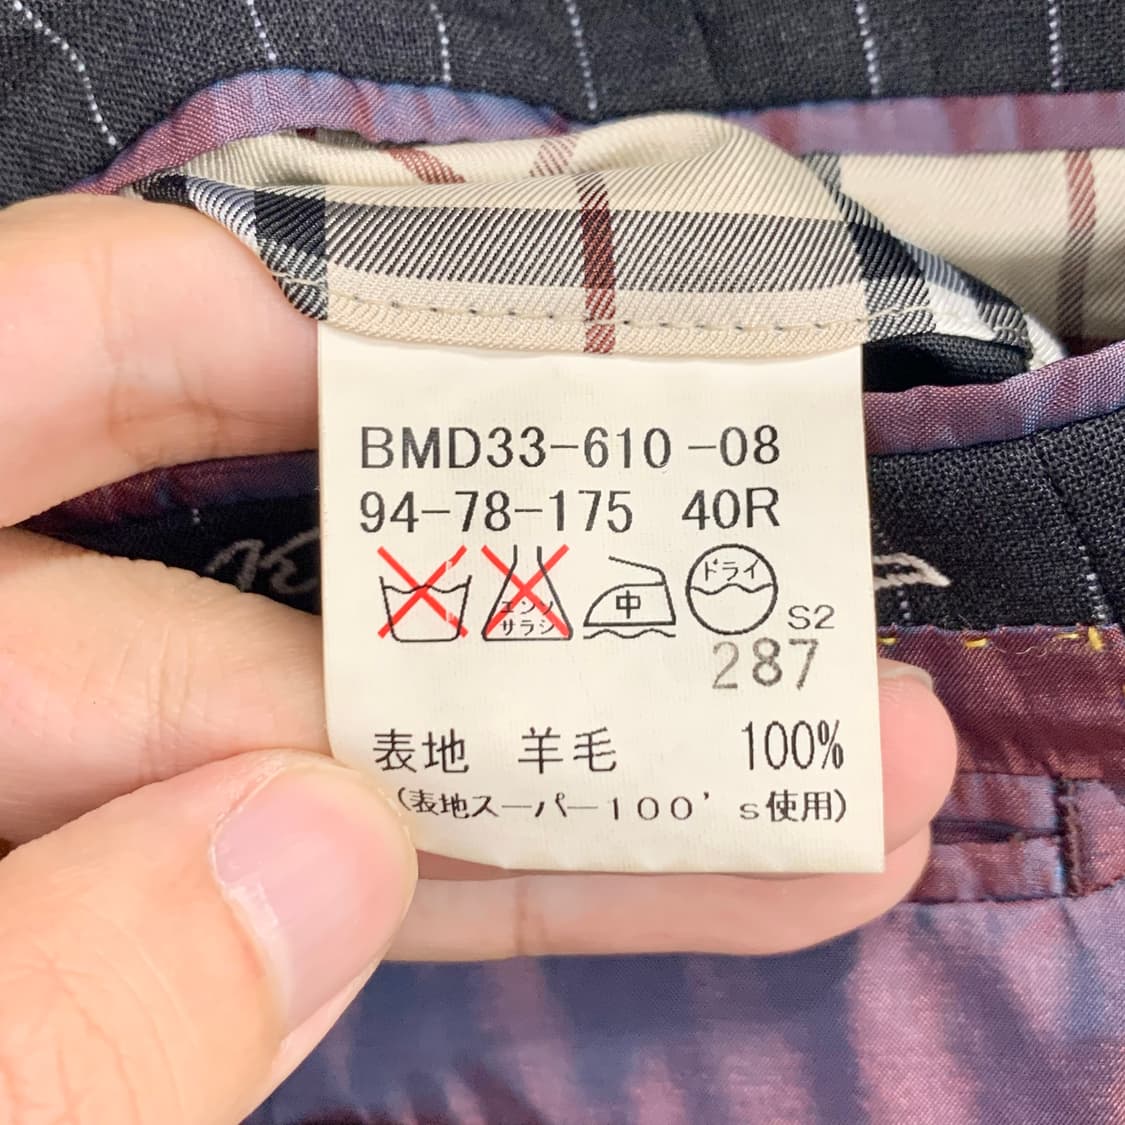 BMD33-610-08
94-78-175 40R
エンソ
サラシ
中
ドライ
S2
287
表地 羊毛 100%
(表地スーパー100's使用)